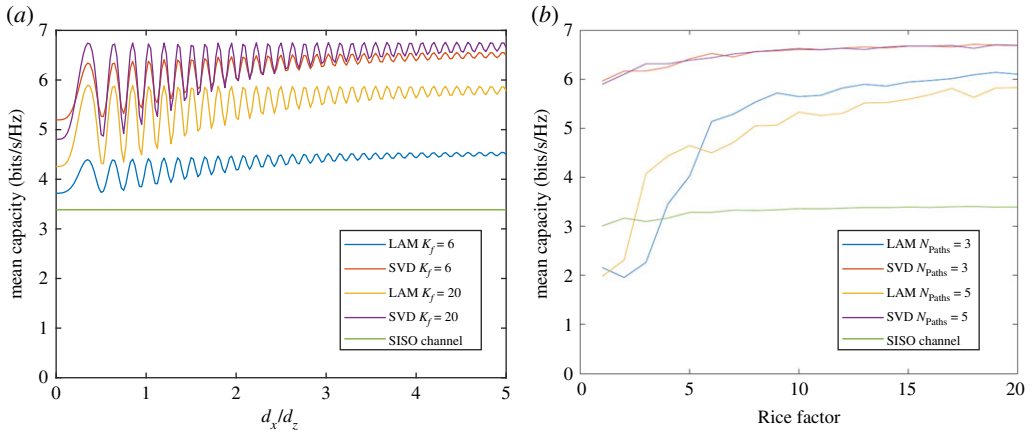 (a)
7
6
5
4
3
2
1
0
mean capacity (bits/s/Hz)
0 1 2 3 4 5
d_x/d_z
LAM K_f = 6
SVD K_f = 6
LAM K_f = 20
SVD K_f = 20
SISO channel
(b)
7
6
5
4
3
2
1
0
mean capacity (bits/s/Hz)
0 5 10 15 20
Rice factor
LAM N_Paths = 3
SVD N_Paths = 3
LAM N_Paths = 5
SVD N_Paths = 5
SISO channel